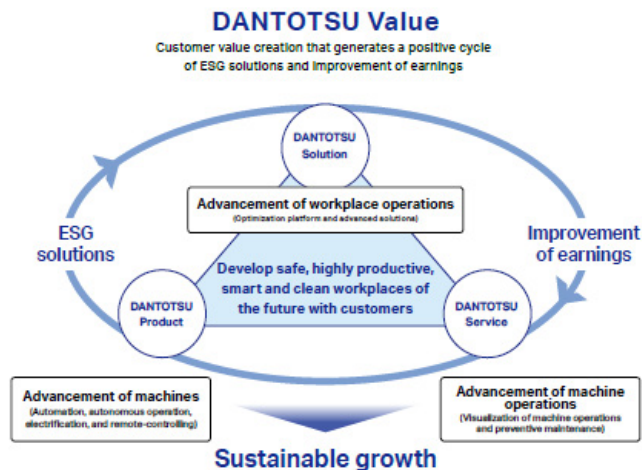 DANTOTSU Value
Customer value creation that generates a positive cycle
of ESG solutions and improvement of earnings
DANTOTSU
Solution
Advancement of workplace operations
(Optimization platform and advanced solutions)
ESG
solutions
Improvement
of earnings
Develop safe, highly productive,
smart and clean workplaces of
the future with customers
DANTOTSU
Product
DANTOTSU
Service
Advancement of machines
(Automation, autonomous operation,
electrification, and remote-controlling)
Advancement of machine
operations
(Visualization of machine operations
and preventive maintenance)
Sustainable growth